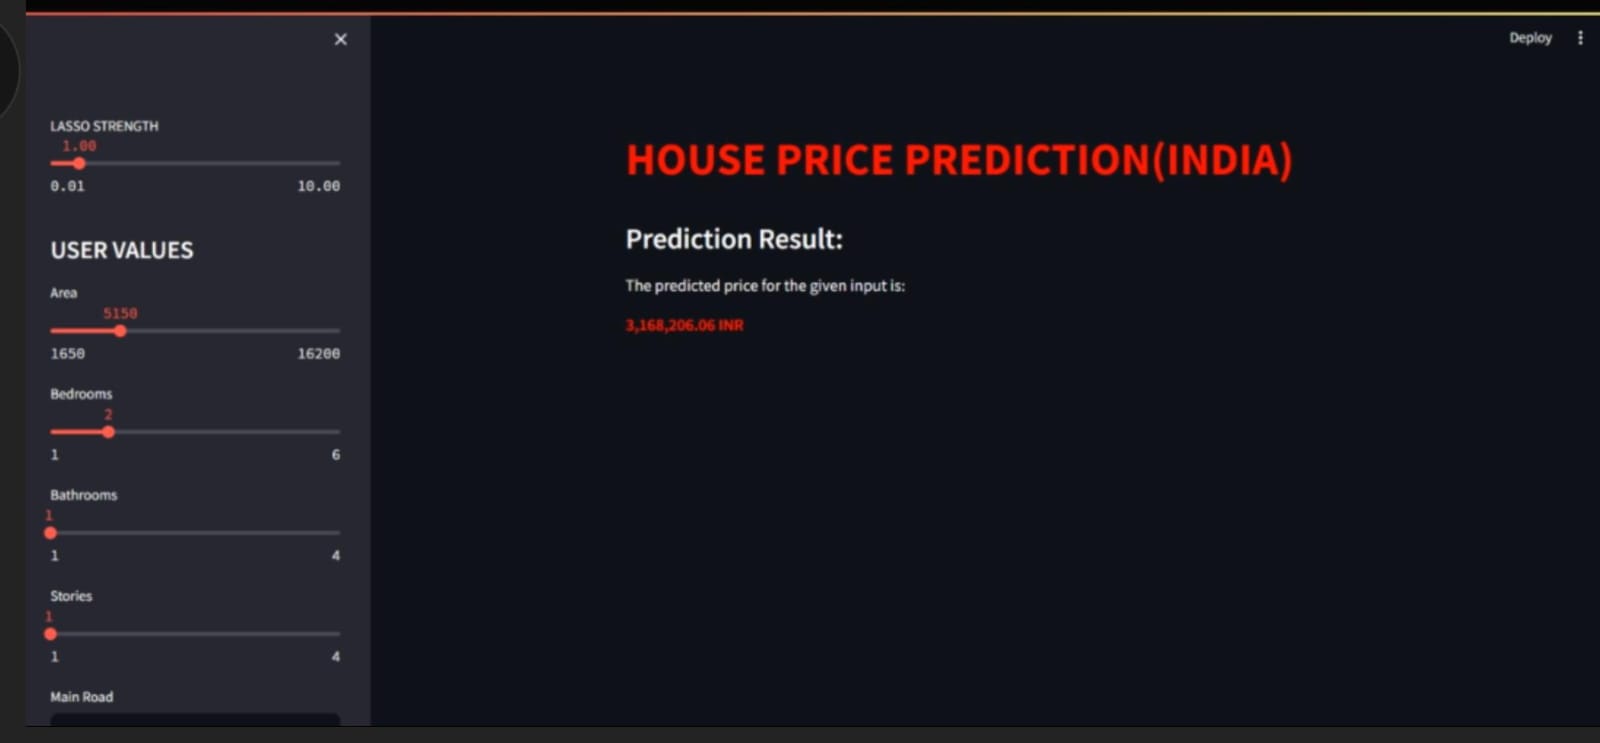 Deploy
LASSO STRENGTH
1.00
0.01 10.00
USER VALUES
Area
5150
1650 16200
Bedrooms
2
1 6
Bathrooms
1
1 4
Stories
1
1 4
Main Road
HOUSE PRICE PREDICTION(INDIA)
Prediction Result:
The predicted price for the given input is:
3,168,206.06 INR